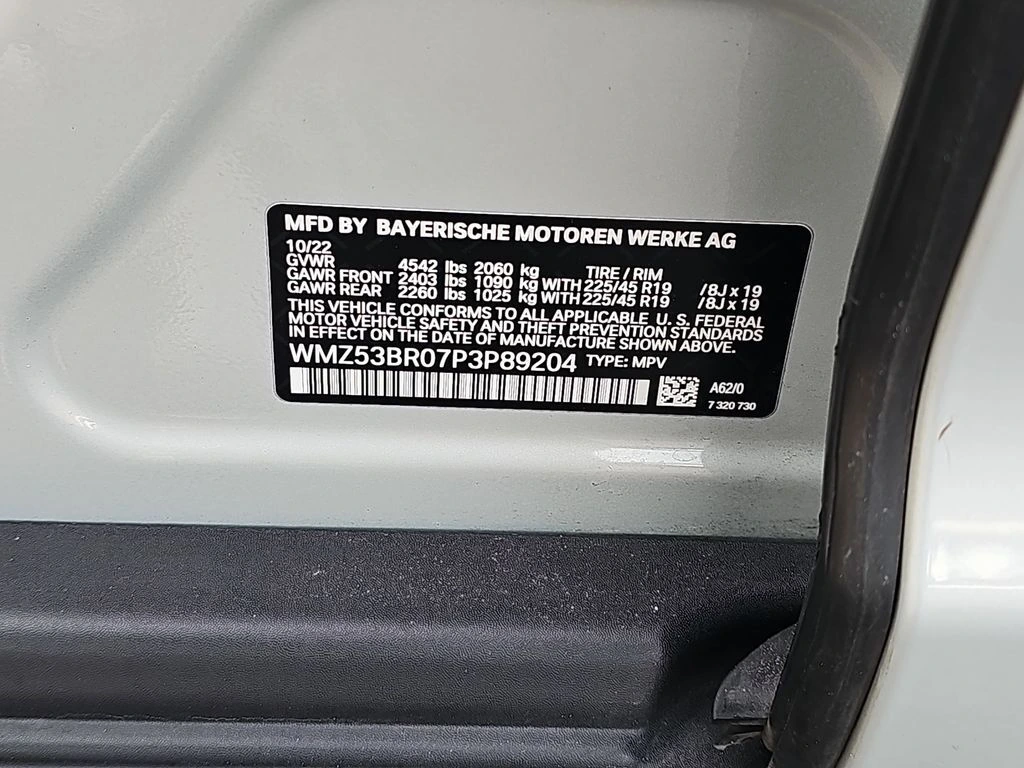 MFD BY BAYERISCHE MOTOREN WERKE AG
10/22
GVWR 4542 lbs 2060 kg TIRE / RIM
GAWR FRONT 2403 lbs 1090 kg WITH 225/45 R19 /8J x 19
GAWR REAR 2260 lbs 1025 kg WITH 225/45 R19 /8J x 19
THIS VEHICLE CONFORMS TO ALL APPLICABLE U. S. FEDERAL
MOTOR VEHICLE SAFETY AND THEFT PREVENTION STANDARDS
IN EFFECT ON THE DATE OF MANUFACTURE SHOWN ABOVE.
WMZ53BR07P3P89204 TYPE: MPV
A62/0
7 320 730